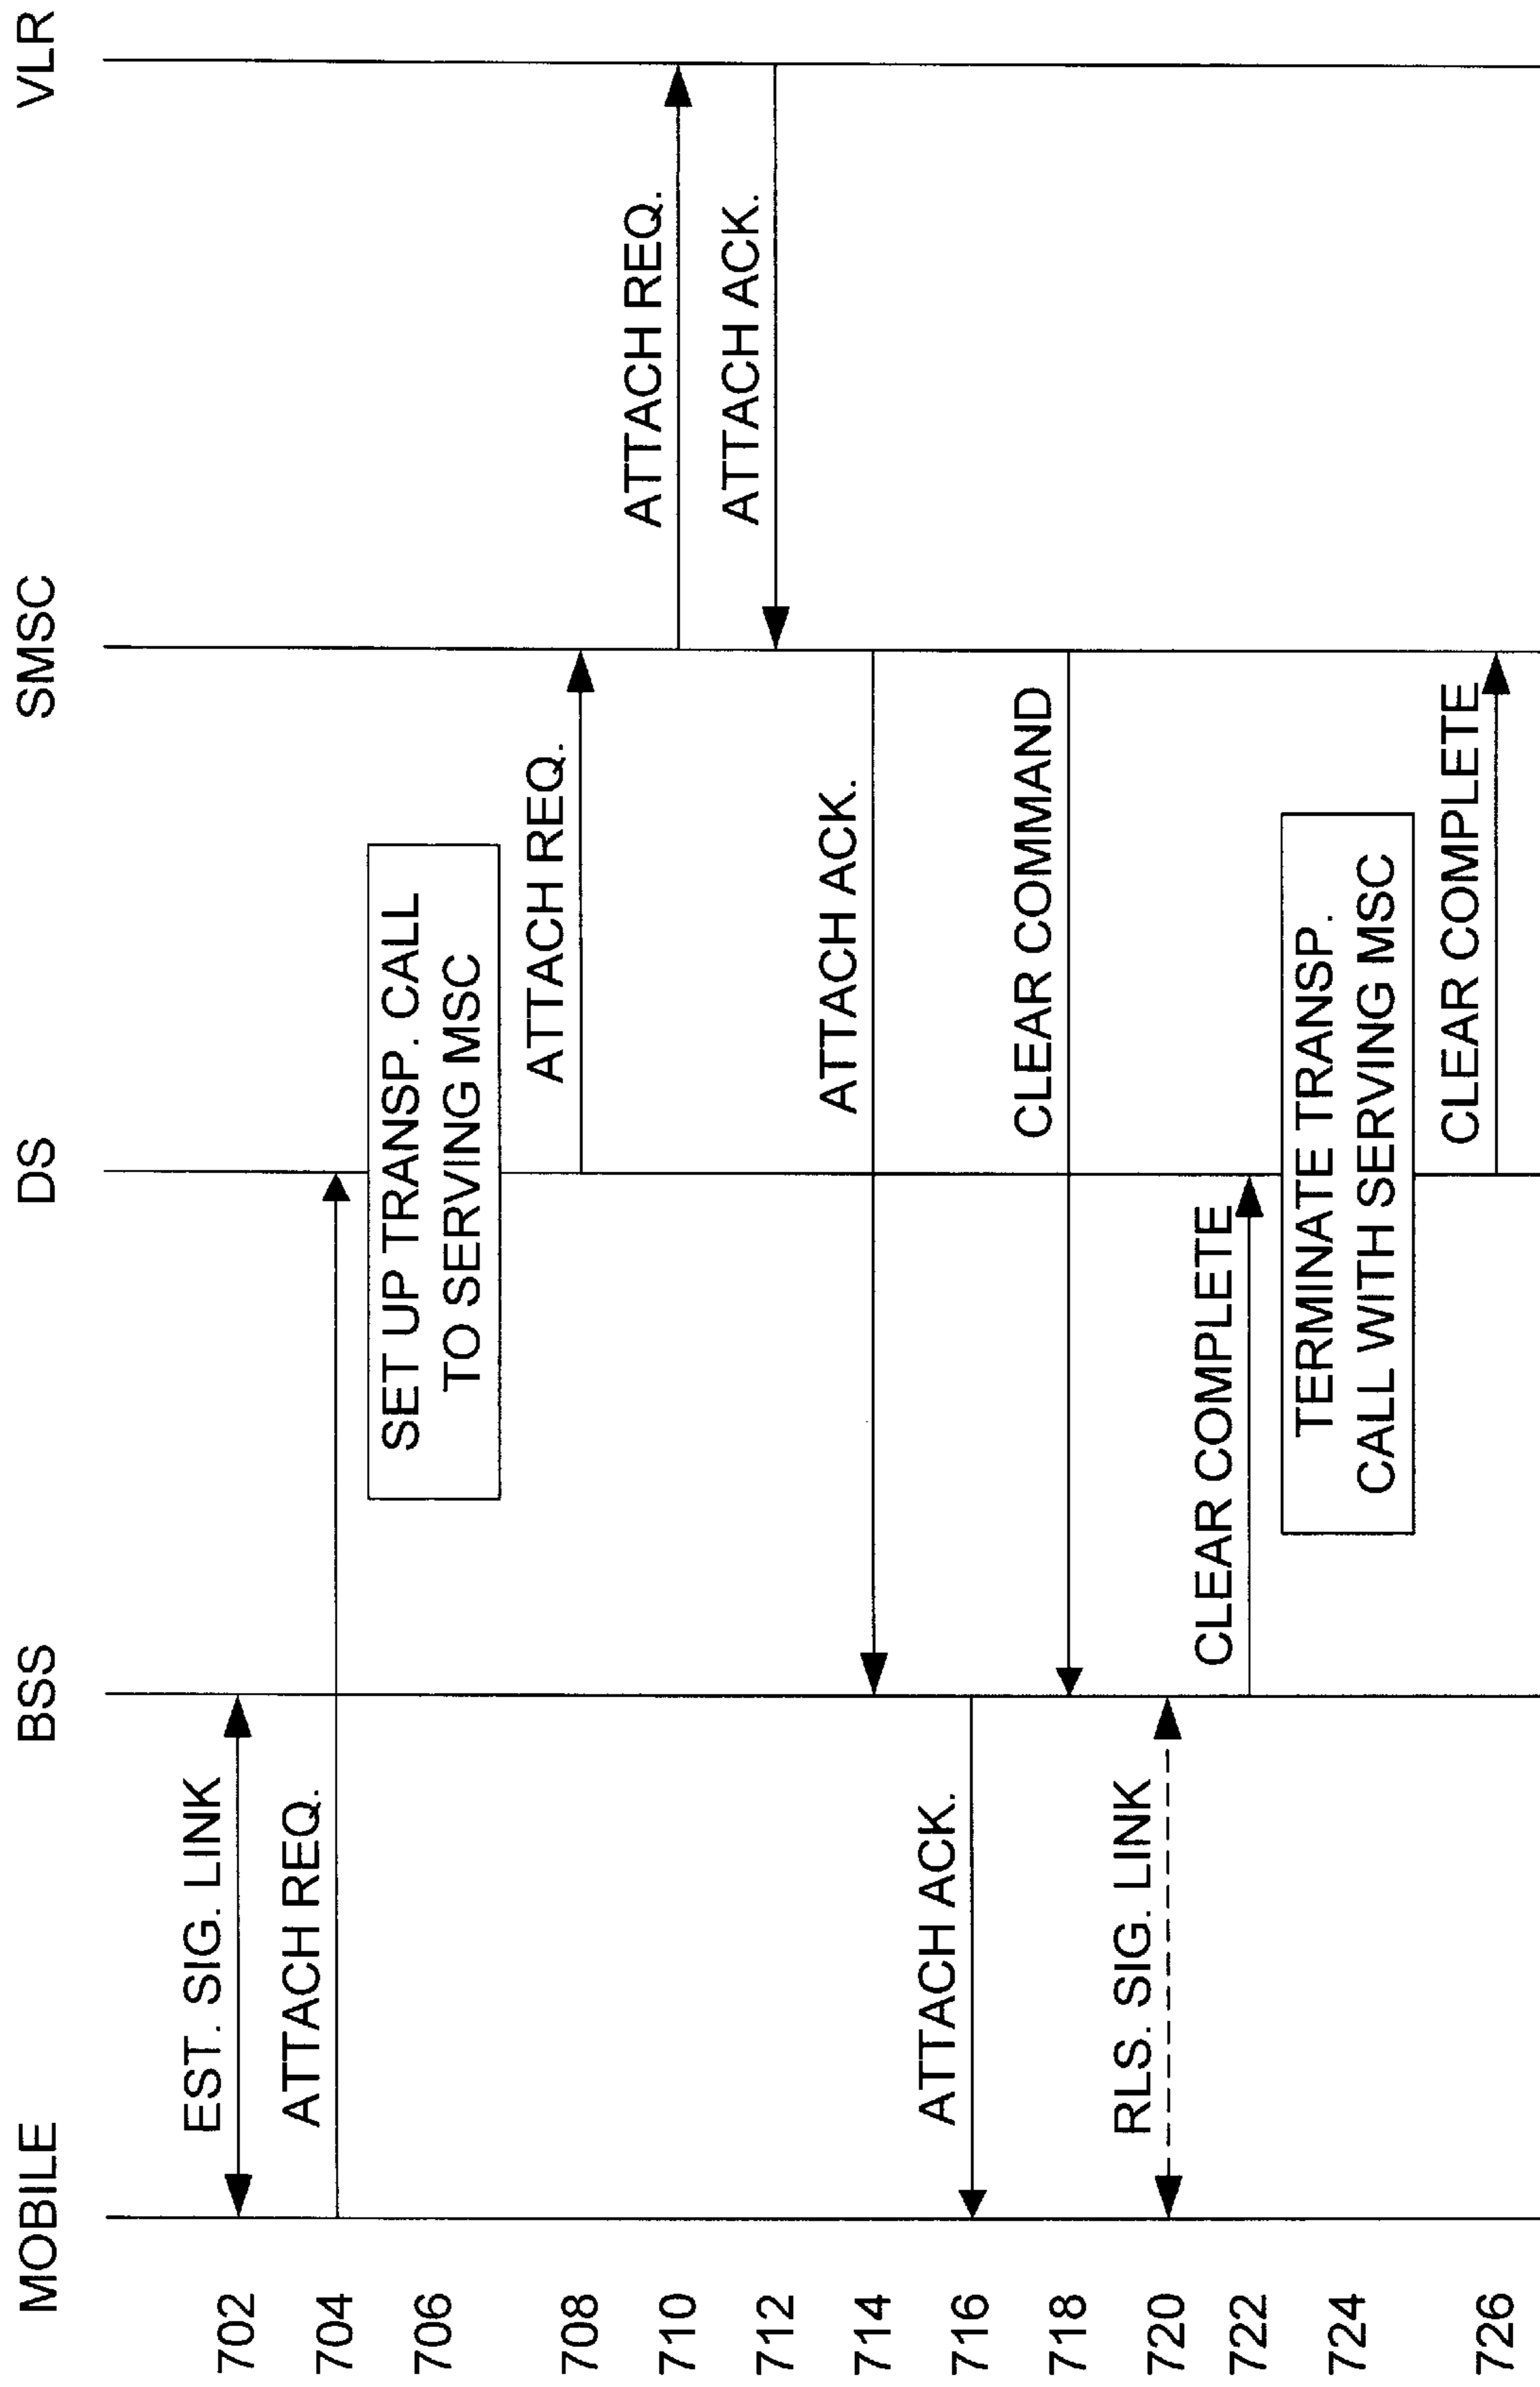 MOBILE
BSS
DS
SMSC
VLR
702
EST. SIG. LINK
704
ATTACH REQ.
706
SET UP TRANSP. CALL
TO SERVING MSC
708
ATTACH REQ.
710
ATTACH REQ.
712
ATTACH ACK.
714
ATTACH ACK.
716
ATTACH ACK.
718
CLEAR COMMAND
720
RLS. SIG. LINK
722
CLEAR COMPLETE
724
TERMINATE TRANSP.
CALL WITH SERVING MSC
726
CLEAR COMPLETE